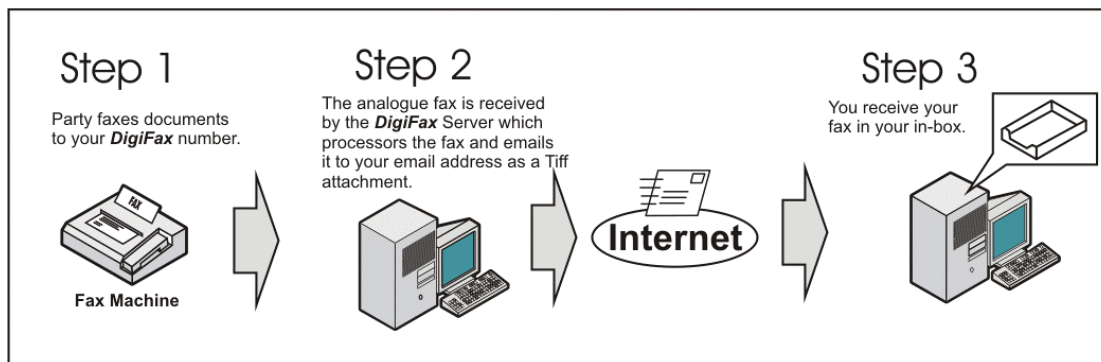 Step 1
Party faxes documents
to your DigiFax number.
FAX
Fax Machine
Step 2
The analogue fax is received
by the DigiFax Server which
processors the fax and emails
it to your email address as a Tiff
attachment.
Internet
Step 3
You receive your
fax in your in-box.